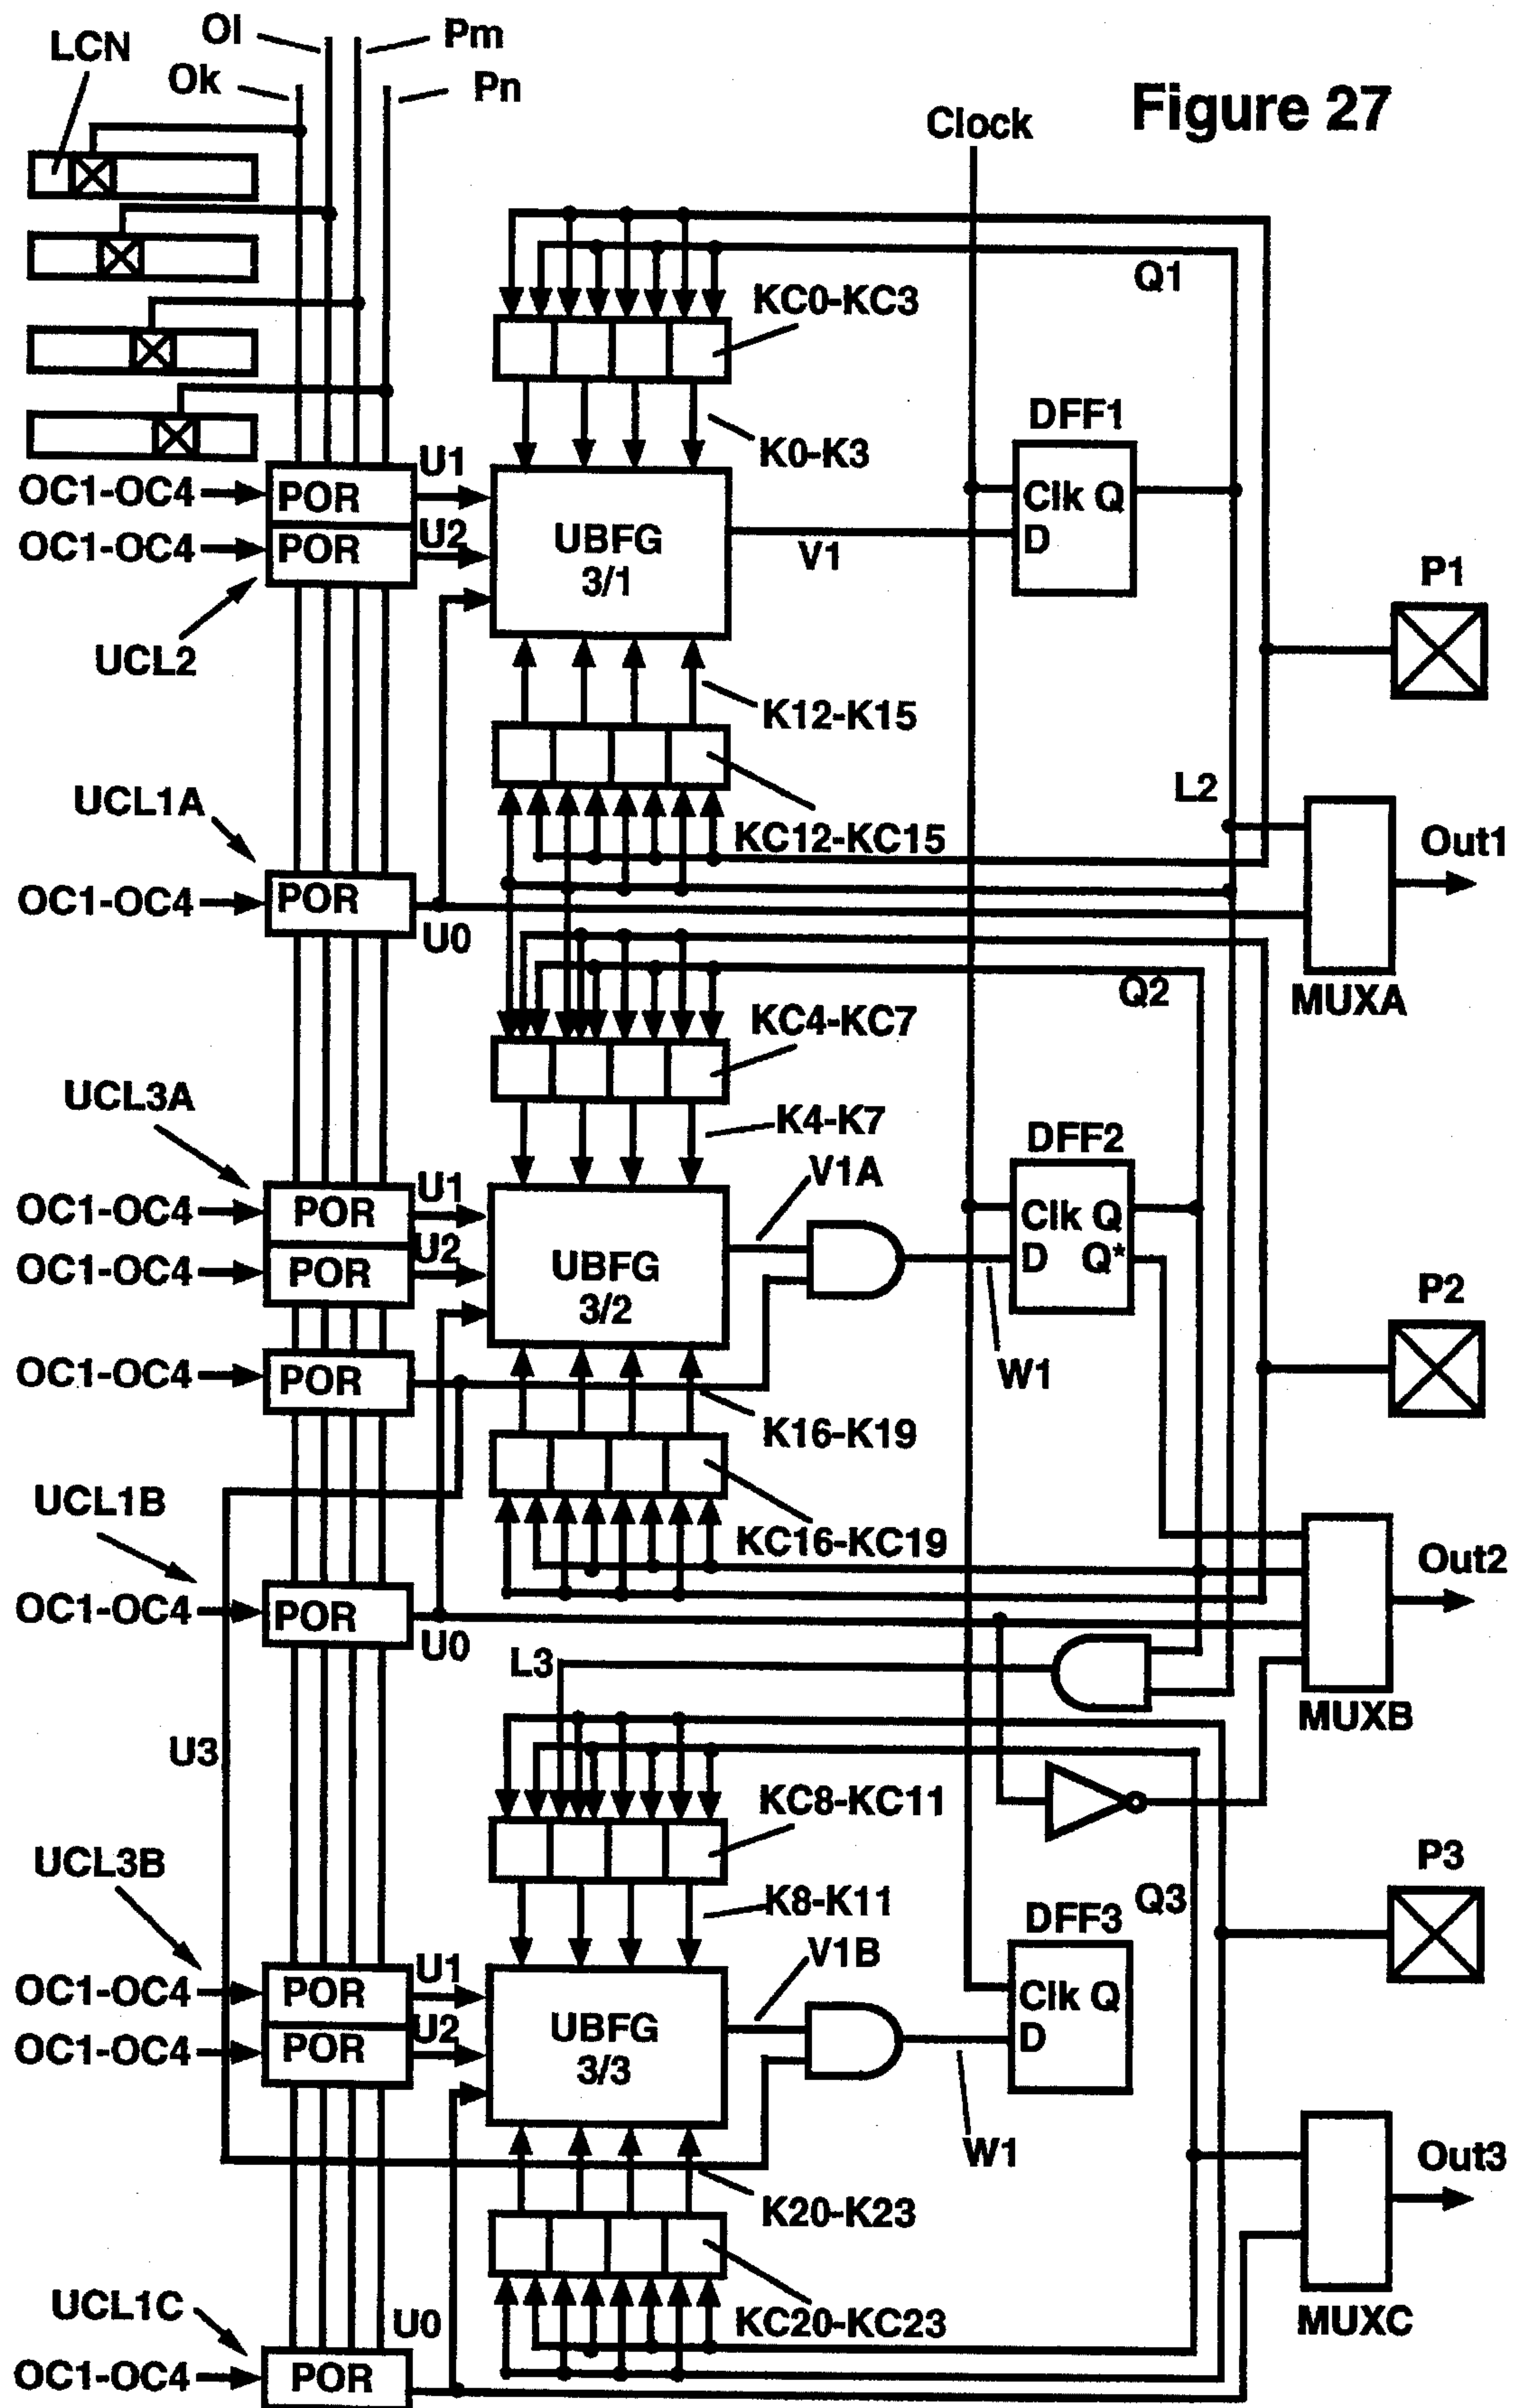 Ol
LCN
Pm
Ok
Pn
Figure 27
Clock
Q1
KC0-KC3
DFF1
K0-K3
U1
OC1-OC4
POR
Clk Q
D
OC1-OC4
POR
U2
UBFG
3/1
V1
P1
UCL2
K12-K15
UCL1A
L2
KC12-KC15
Out1
OC1-OC4
POR
U0
Q2
MUXA
KC4-KC7
UCL3A
K4-K7
DFF2
V1A
U1
OC1-OC4
POR
Clk Q
D Q*
OC1-OC4
POR
U2
UBFG
3/2
P2
W1
OC1-OC4
POR
K16-K19
UCL1B
KC16-KC19
Out2
OC1-OC4
POR
U0
L3
MUXB
U3
KC8-KC11
UCL3B
P3
K8-K11
Q3
DFF3
V1B
U1
OC1-OC4
POR
Clk Q
D
OC1-OC4
POR
U2
UBFG
3/3
W1
Out3
K20-K23
UCL1C
U0
KC20-KC23
MUXC
OC1-OC4
POR